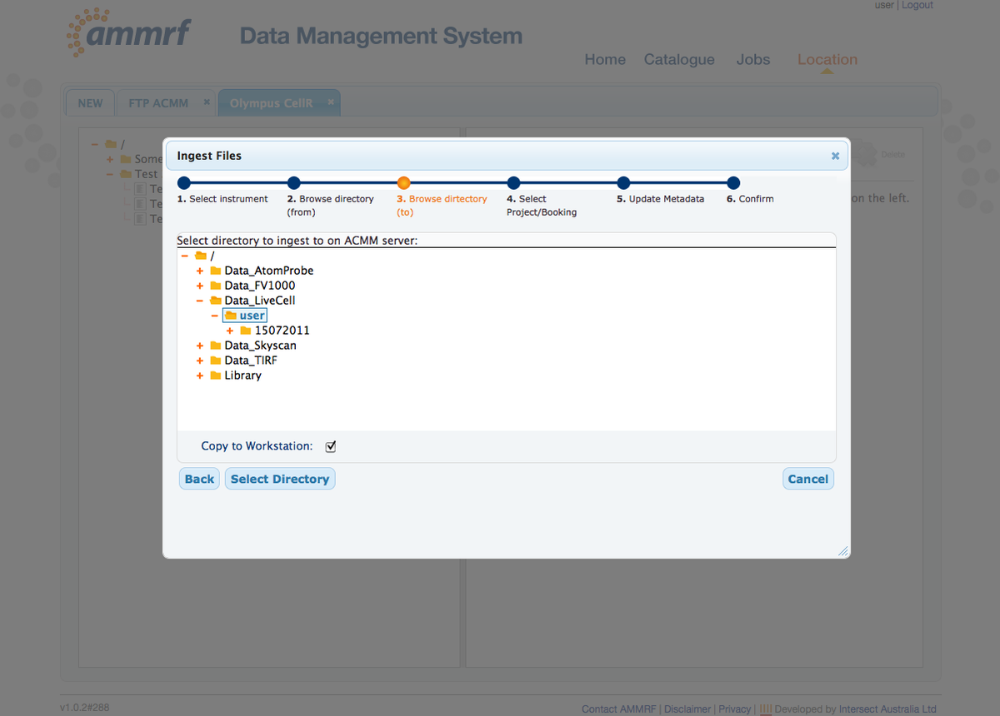 user | Logout
ammrf
Data Management System
Home Catalogue Jobs Location
NEW FTP ACMM × Olympus CellR ×
/
Some
Test
Te
Te
Te
Delete
on the left.
Ingest Files
1. Select instrument
2. Browse directory
(from)
3. Browse dirtectory
(to)
4. Select
Project/Booking
5. Update Metadata
6. Confirm
Select directory to ingest to on ACMM server:
/
Data_AtomProbe
Data_FV1000
Data_LiveCell
user
15072011
Data_Skyscan
Data_TIRF
Library
Copy to Workstation:
Back Select Directory Cancel
v1.0.2#288
Contact AMMRF | Disclaimer | Privacy | Developed by Intersect Australia Ltd